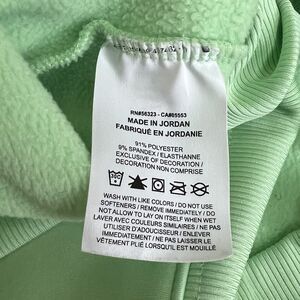 RN#56323 - CA#05553
MADE IN JORDAN
FABRIQUÉ EN JORDANIE
91% POLYESTER
9% SPANDEX / ELASTHANNE
EXCLUSIVE OF DECORATION /
DECORATION NON COMPRISE
WASH WITH LIKE COLORS / DO NOT USE
SOFTENERS / REMOVE IMMEDIATELY / DO
NOT ALLOW TO LAY ON ITSELF WHEN WET
LAVER AVEC COULEURS SIMILAIRES / NE PAS
UTILISER D'ADOUCISSEUR / ENLEVER
IMMÉDIATEMENT / NE PAS LAISSER LE
VÊTEMENT PLIÉ LORSQU'IL EST MOUILLÉ